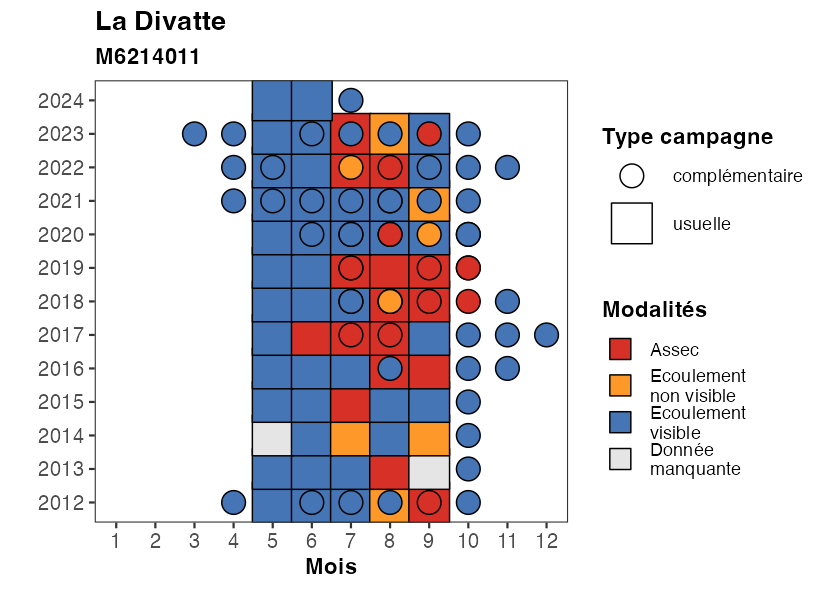 La Divatte
M6214011
2024
2023
2022
2021
2020
2019
2018
2017
2016
2015
2014
2013
2012
1 2 3 4 5 6 7 8 9 10 11 12
Mois
Type campagne
complémentaire
usuelle
Modalités
Assec
Ecoulement
non visible
Ecoulement
visible
Donnée
manquante